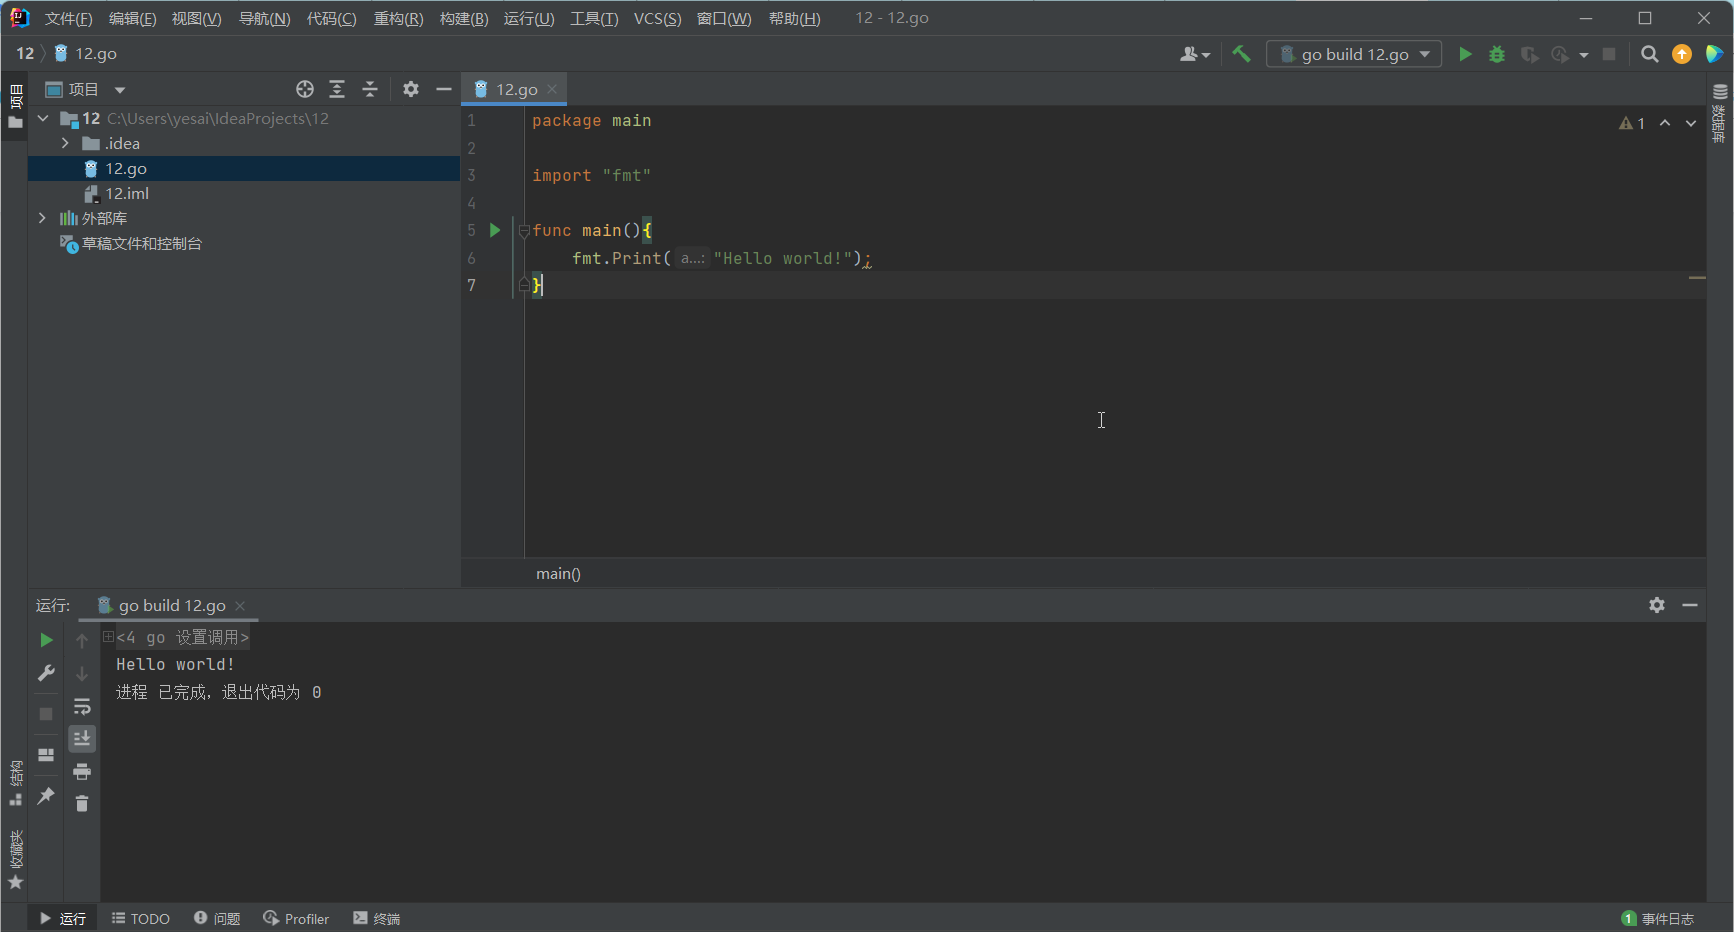 文件(F) 编辑(E) 视图(V) 导航(N) 代码(C) 重构(R) 构建(B) 运行(U) 工具(T) VCS(S) 窗口(W) 帮助(H) 12 - 12.go
12 12.go
go build 12.go
项目
项目
12 C:\Users\yesai\IdeaProjects\12
.idea
12.go
12.iml
外部库
草稿文件和控制台
12.go
1 package main
2
3 import "fmt"
4
5 func main(){
6 fmt.Print( a...: "Hello world!");
7 }
1
数据库
main()
运行: go build 12.go
<4 go 设置调用>
Hello world!
进程 已完成，退出代码为 0
结构
收藏夹
运行 TODO 问题 Profiler 终端
1 事件日志